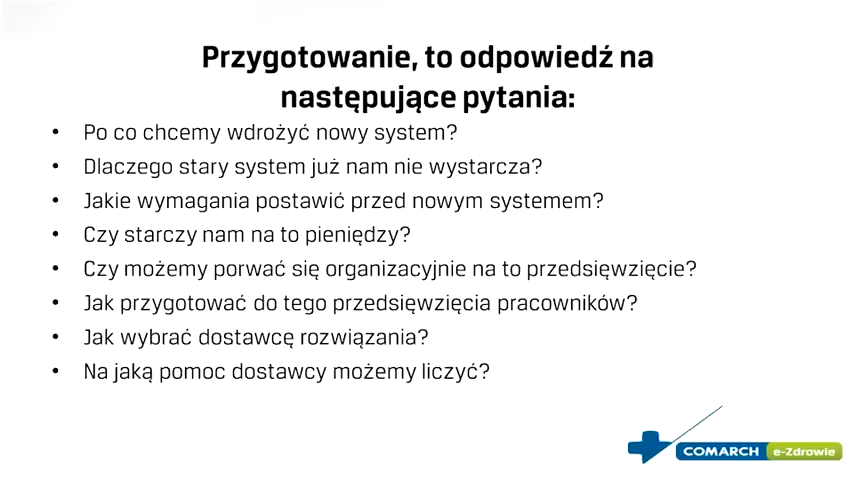 Przygotowanie, to odpowiedź na
następujące pytania:
• Po co chcemy wdrożyć nowy system?
• Dlaczego stary system już nam nie wystarcza?
• Jakie wymagania postawić przed nowym systemem?
• Czy starczy nam na to pieniędzy?
• Czy możemy porwać się organizacyjnie na to przedsięwzięcie?
• Jak przygotować do tego przedsięwzięcia pracowników?
• Jak wybrać dostawcę rozwiązania?
• Na jaką pomoc dostawcy możemy liczyć?
COMARCH e-Zdrowie